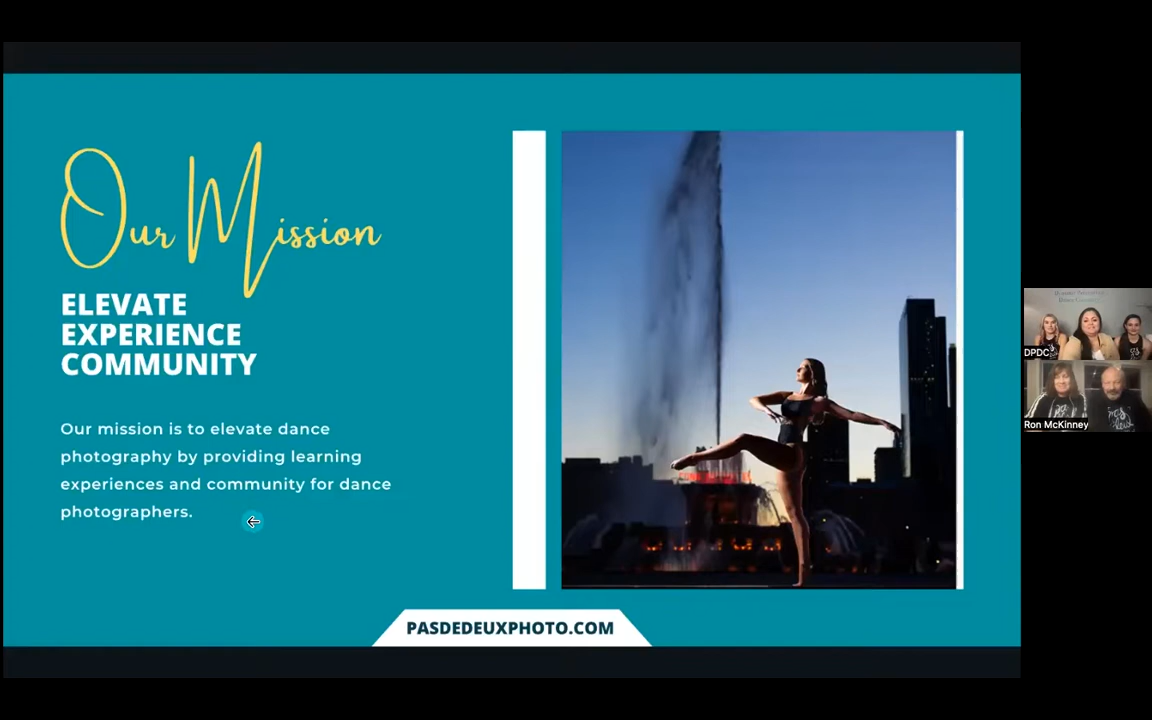 Our Mission
ELEVATE
EXPERIENCE
COMMUNITY
Our mission is to elevate dance
photography by providing learning
experiences and community for dance
photographers.
PASDEDEUXPHOTO.COM
DPDC
Ron McKinney